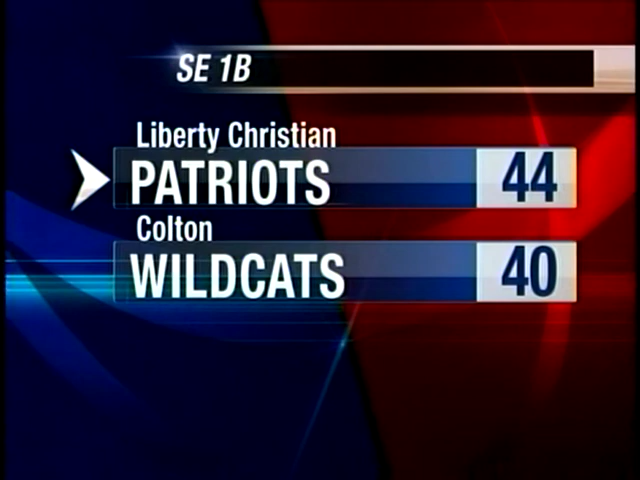 SE 1B
Liberty Christian
PATRIOTS 44
Colton
WILDCATS 40